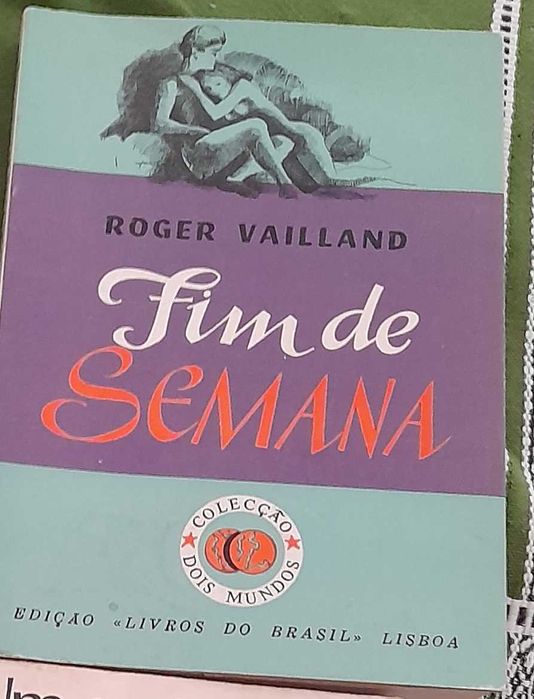 ROGER VAILLAND
Fim de
SEMANA
COLECÇÃO
DOIS MUNDOS
EDIÇÃO «LIVROS DO BRASIL» LISBOA